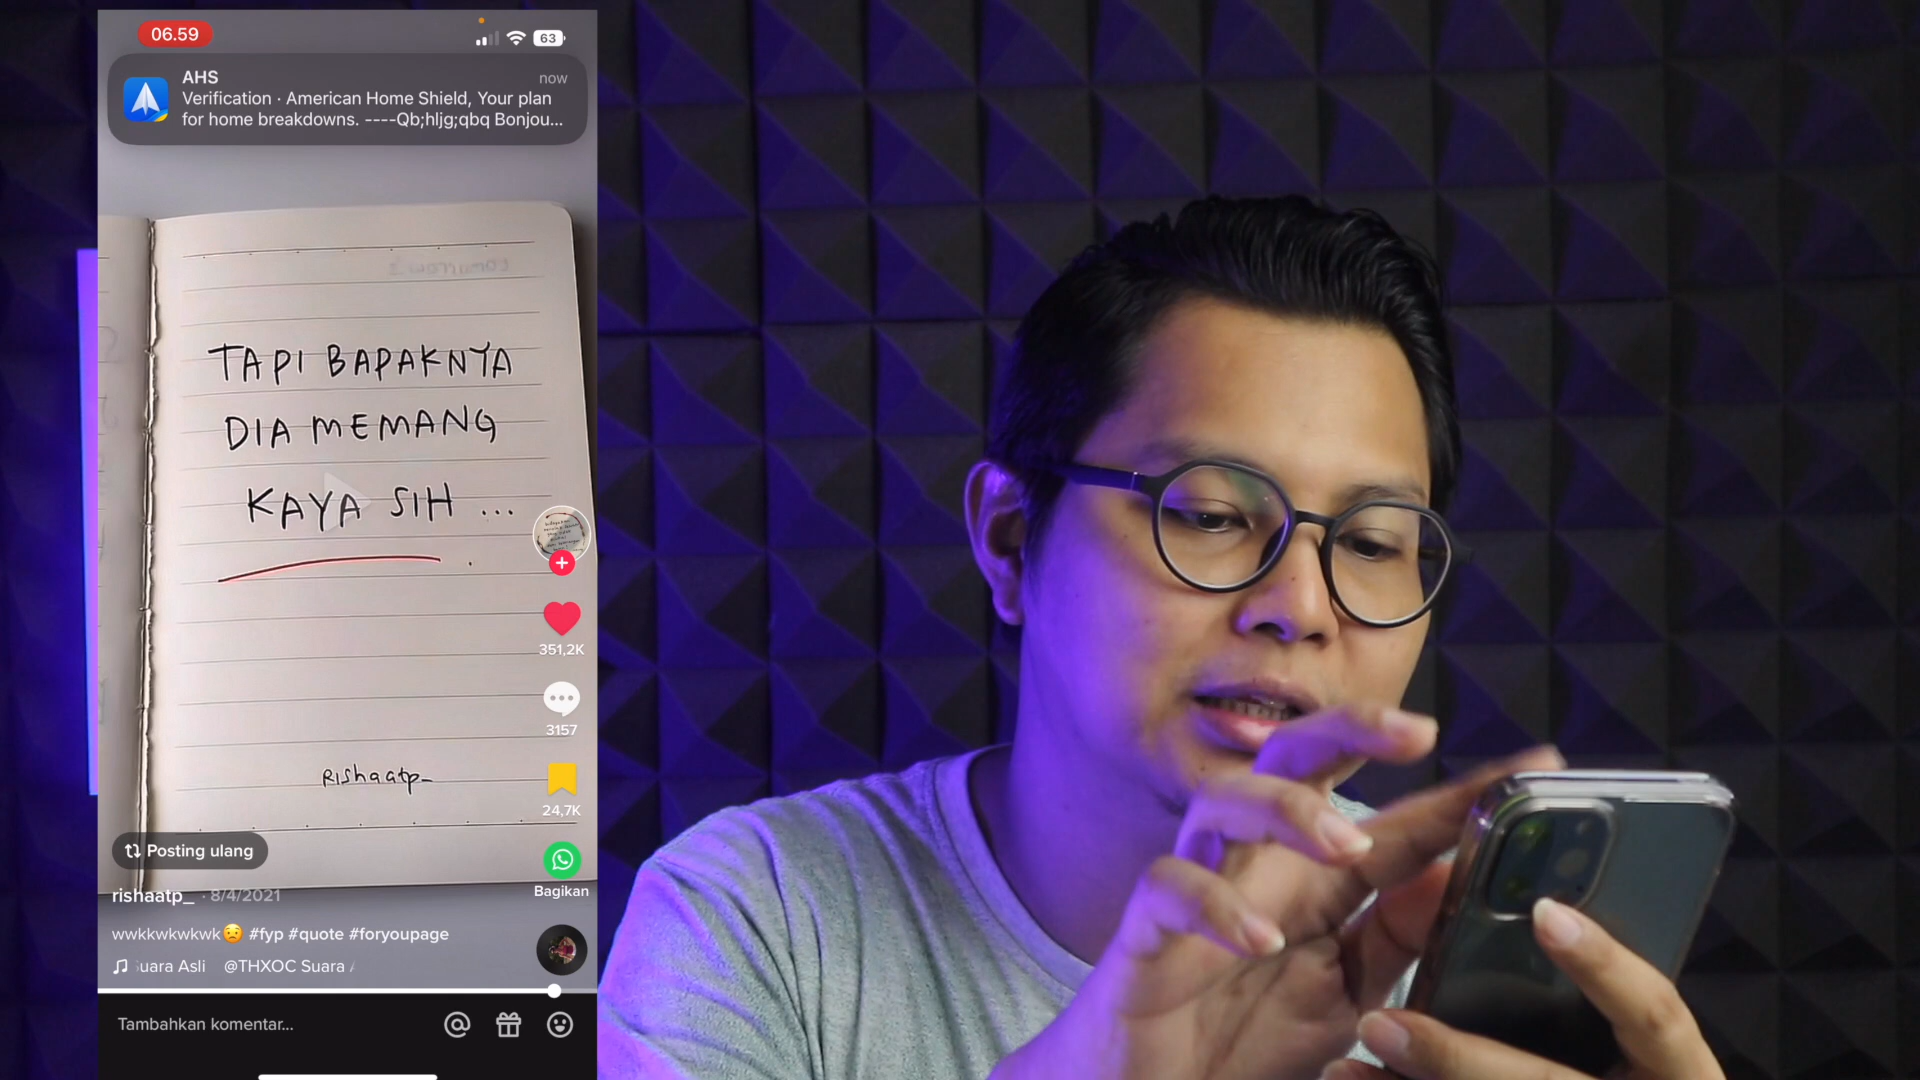 06.59
63
AHS
now
Verification · American Home Shield, Your plan
for home breakdowns. ----Qb;hljg;qbq Bonjou...
TAPI BAPAKNYA
DIA MEMANG
KAYA SIH ...
351,2K
3157
Rishaatp_
24,7K
Posting ulang
Bagikan
rishaatp_ · 8/4/2021
wwkkwkwkwk😟 #fyp #quote #foryoupage
uara Asli @THXOC Suara
Tambahkan komentar...